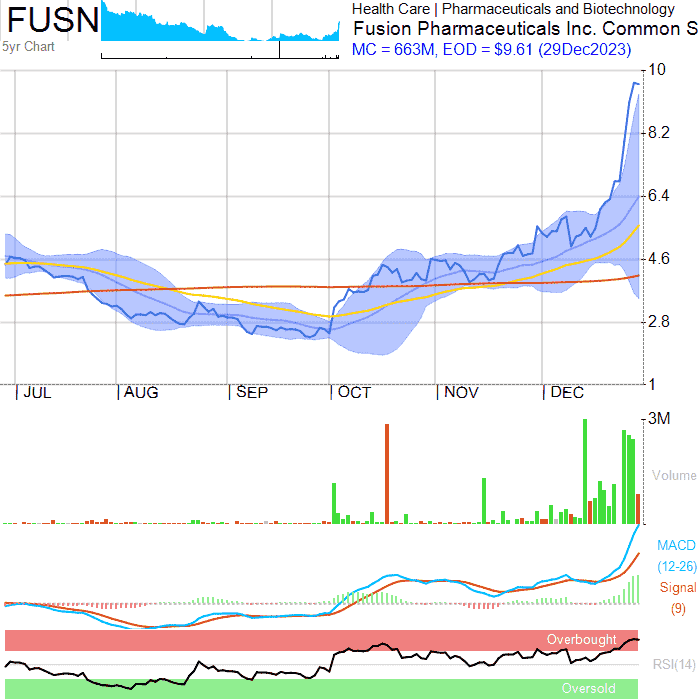 FUSN
5yr Chart
Health Care | Pharmaceuticals and Biotechnology
Fusion Pharmaceuticals Inc. Common S
MC = 663M, EOD = $9.61 (29Dec2023)
10
8.2
6.4
4.6
2.8
1
JUL AUG SEP OCT NOV DEC
3M
Volume
MACD
(12-26)
Signal
(9)
Overbought
RSI(14)
Oversold